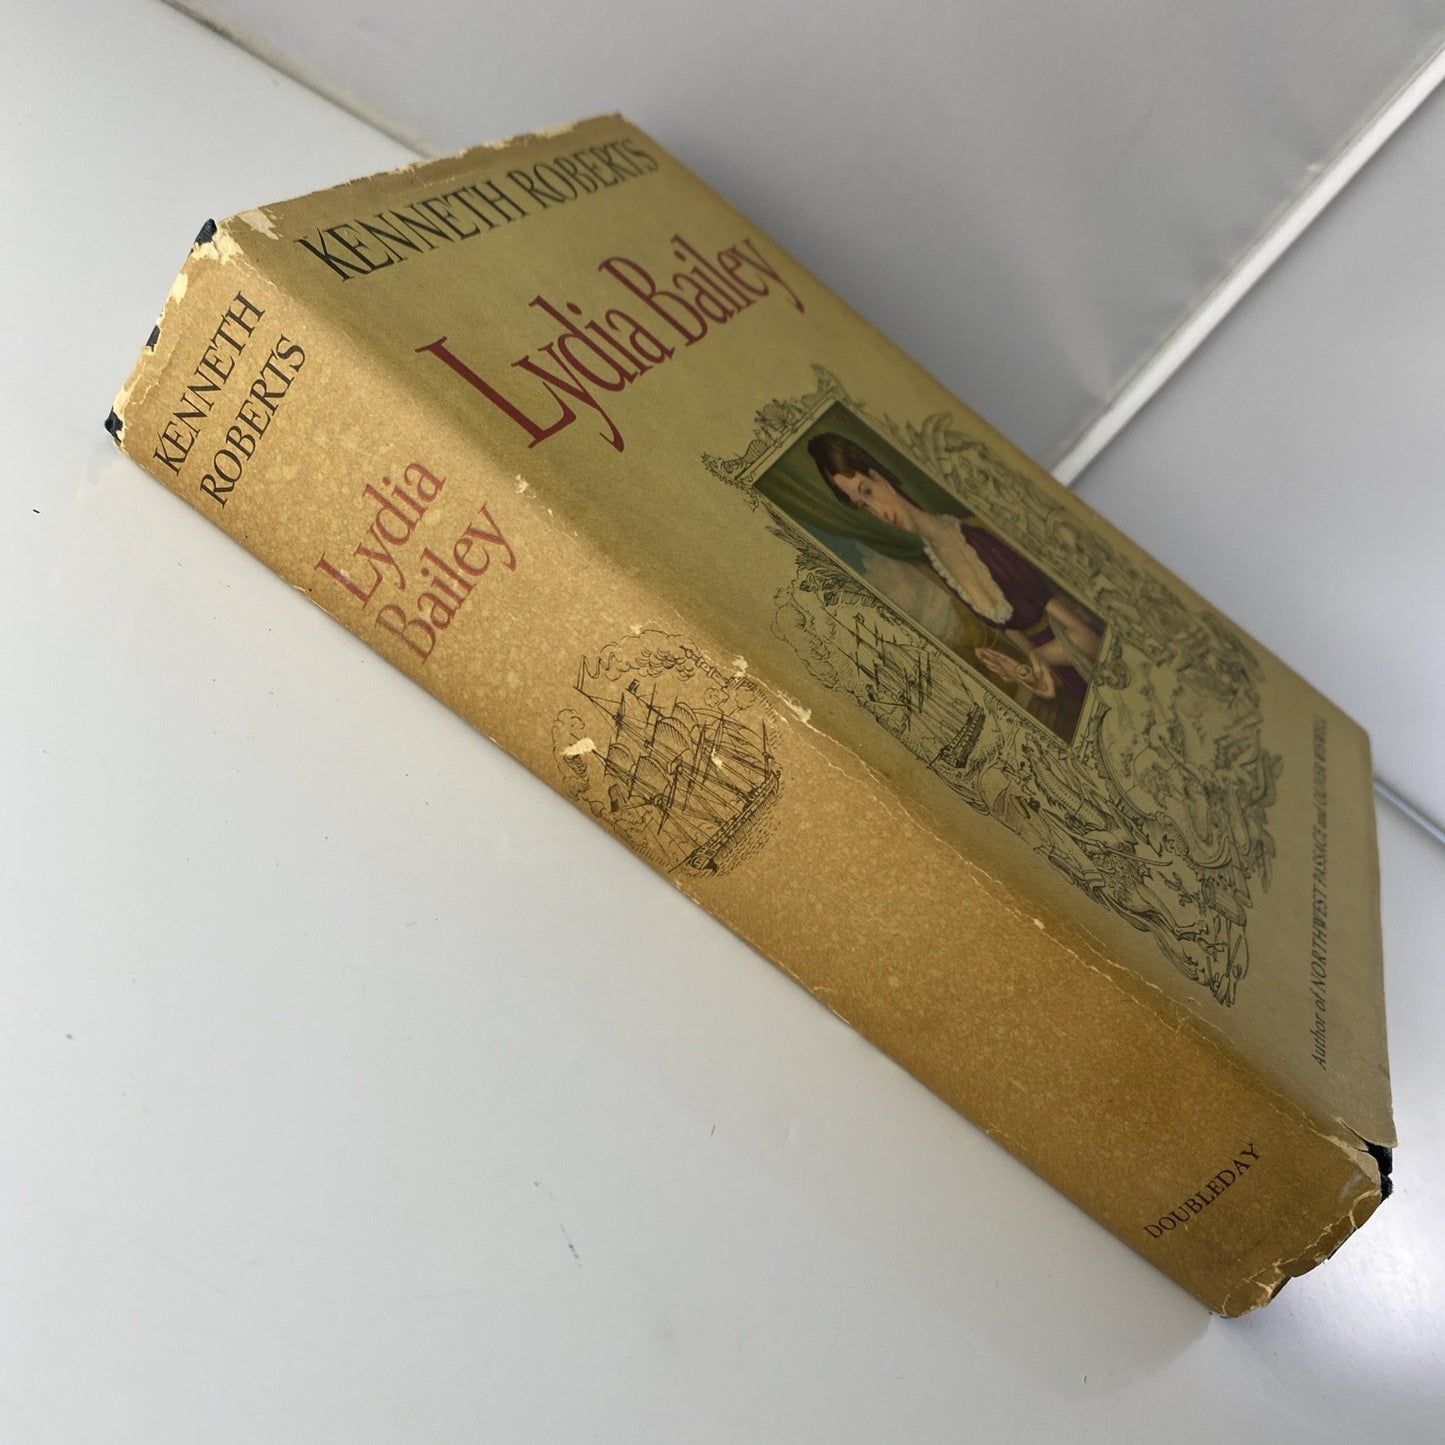 KENNETH ROBERTS
Lydia Bailey
Author of NORTHWEST PASSAGE and OLIVER WISWELL
KENNETH
ROBERTS
Lydia
Bailey
DOUBLEDAY